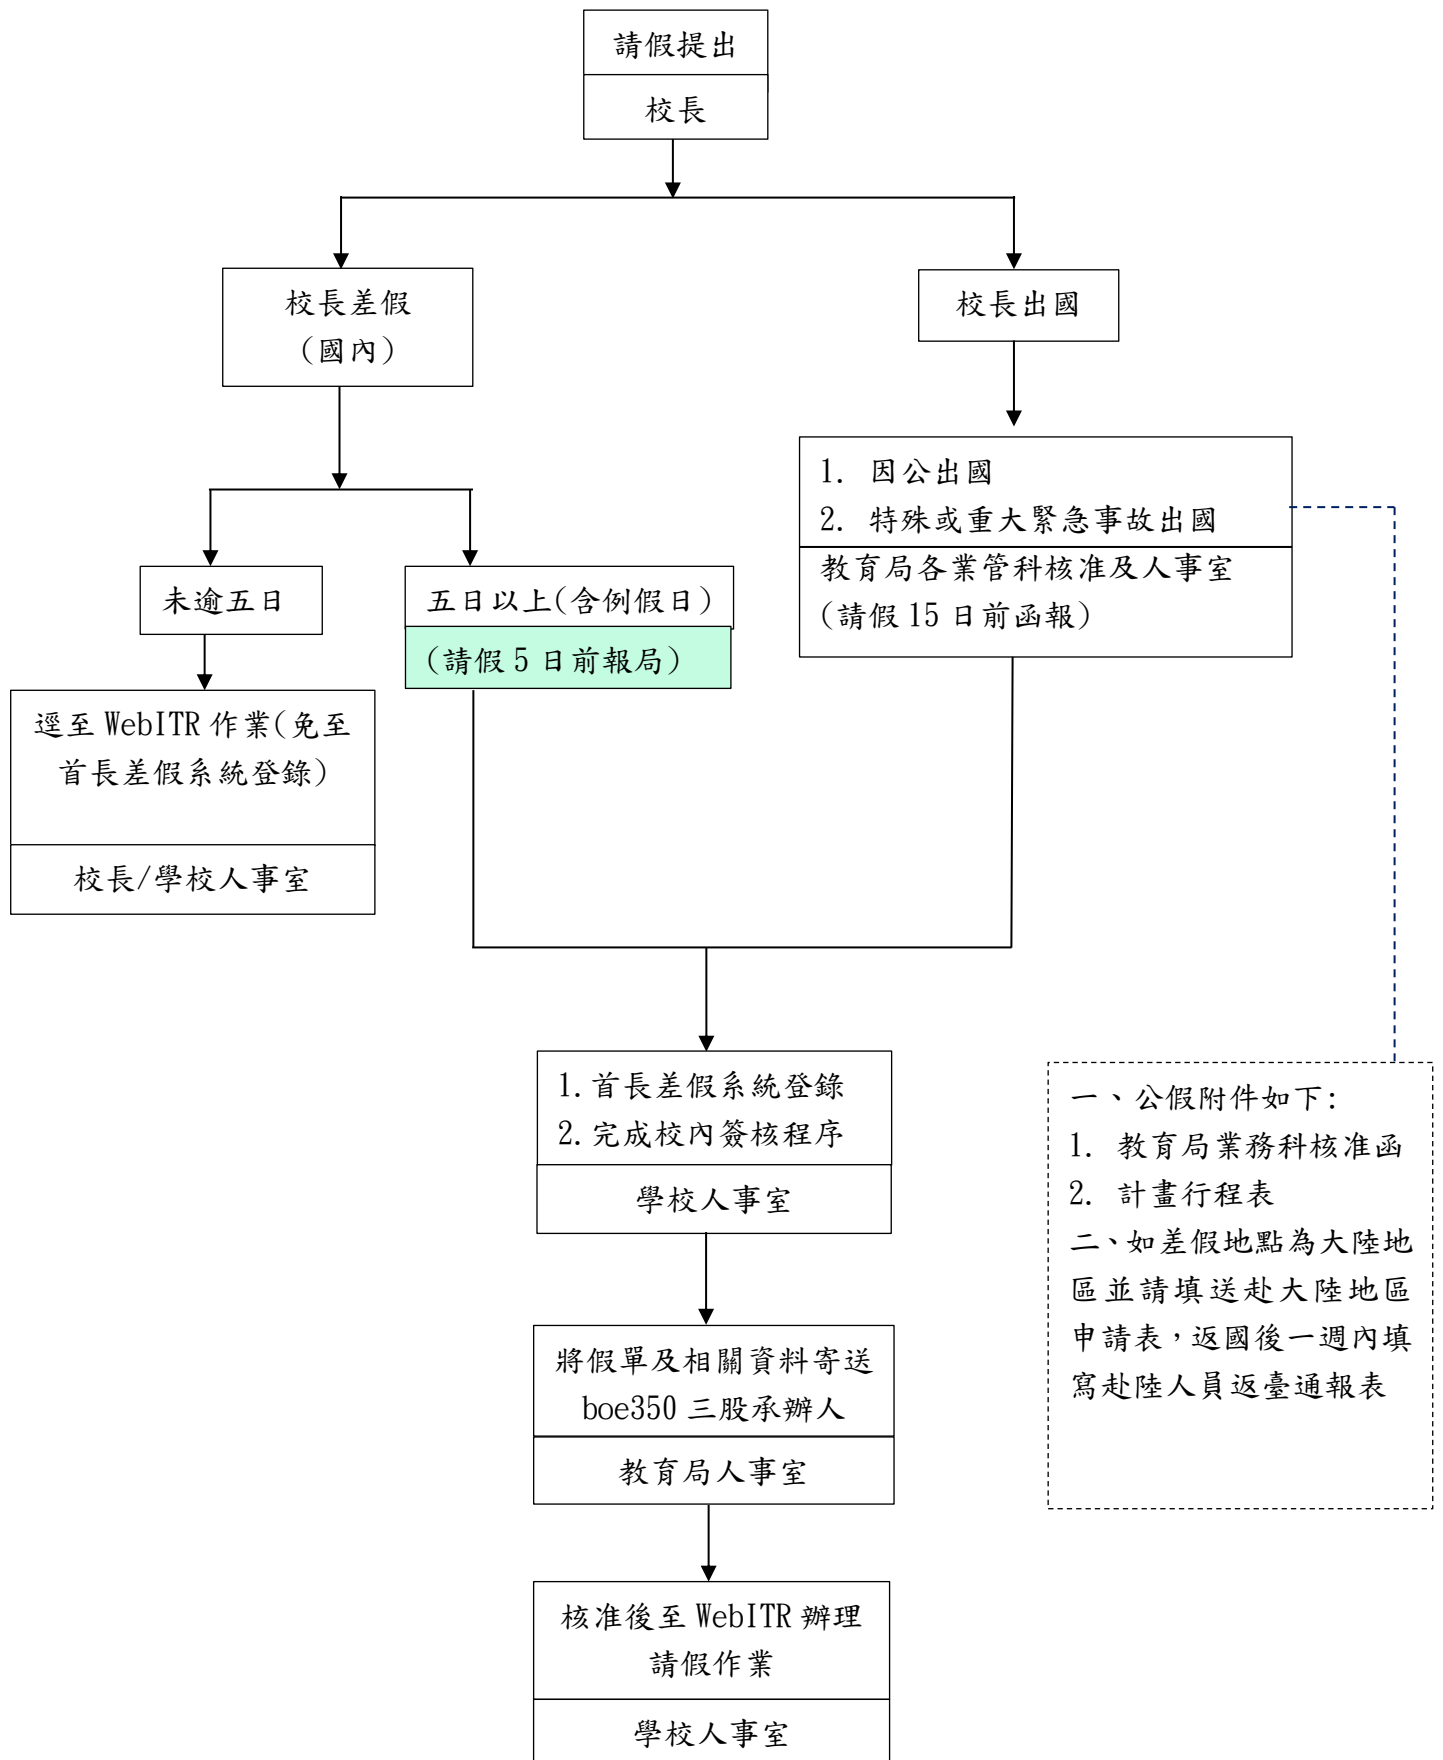 請假提出
校長
校長差假
(國內)
校長出國
1. 因公出國
2. 特殊或重大緊急事故出國
教育局各業管科核准及人事室
(請假15日前函報)
未逾五日
五日以上(含例假日)
(請假5日前報局)
逕至WebITR作業(免至
首長差假系統登錄)
校長/學校人事室
1.首長差假系統登錄
2.完成校內簽核程序
學校人事室
一、公假附件如下:
1. 教育局業務科核准函
2. 計畫行程表
二、如差假地點為大陸地
區並請填送赴大陸地區
申請表，返國後一週內填
寫赴陸人員返臺通報表
將假單及相關資料寄送
boe350三股承辦人
教育局人事室
核准後至WebITR辦理
請假作業
學校人事室